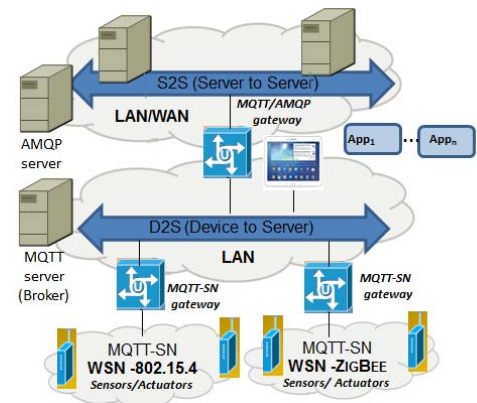 S2S (Server to Server)
LAN/WAN
MQTT/AMQP
gateway
AMQP
server
App1
...
Appn
D2S (Device to Server)
LAN
MQTT
server
(Broker)
MQTT-SN
gateway
MQTT-SN
gateway
MQTT-SN
WSN -802.15.4
Sensors/Actuators
MQTT-SN
WSN -ZIGBEE
Sensors/ Actuators